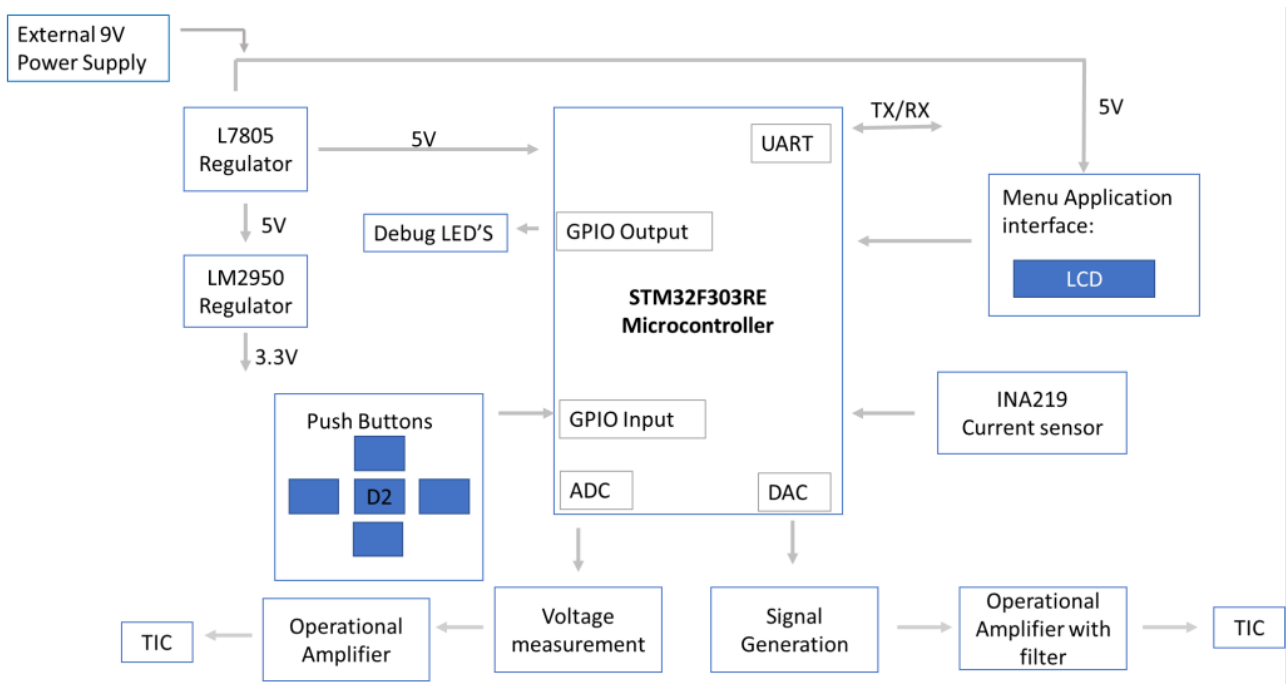 External 9V
Power Supply
L7805
Regulator
5V
5V
LM2950
Regulator
3.3V
Debug LED'S
GPIO Output
UART
TX/RX
5V
STM32F303RE
Microcontroller
Menu Application
interface:
LCD
Push Buttons
D2
GPIO Input
ADC
DAC
INA219
Current sensor
TIC
Operational
Amplifier
Voltage
measurement
Signal
Generation
Operational
Amplifier with
filter
TIC